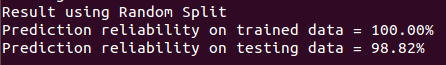 Result using Random Split
Prediction reliability on trained data = 100.00%
Prediction reliability on testing data = 98.82%